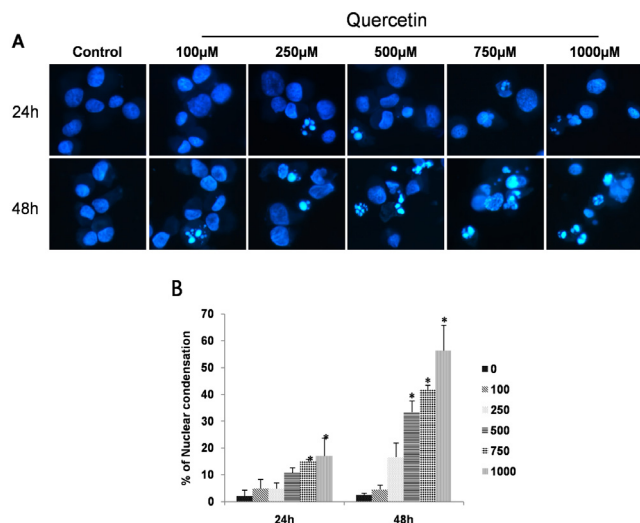 Quercetin
A
Control 100µM 250µM 500µM 750µM 1000µM
24h
48h
B
% of Nuclear condensation
70
60
50
40
30
20
10
0
* * * * *
24h 48h
0
100
250
500
750
1000